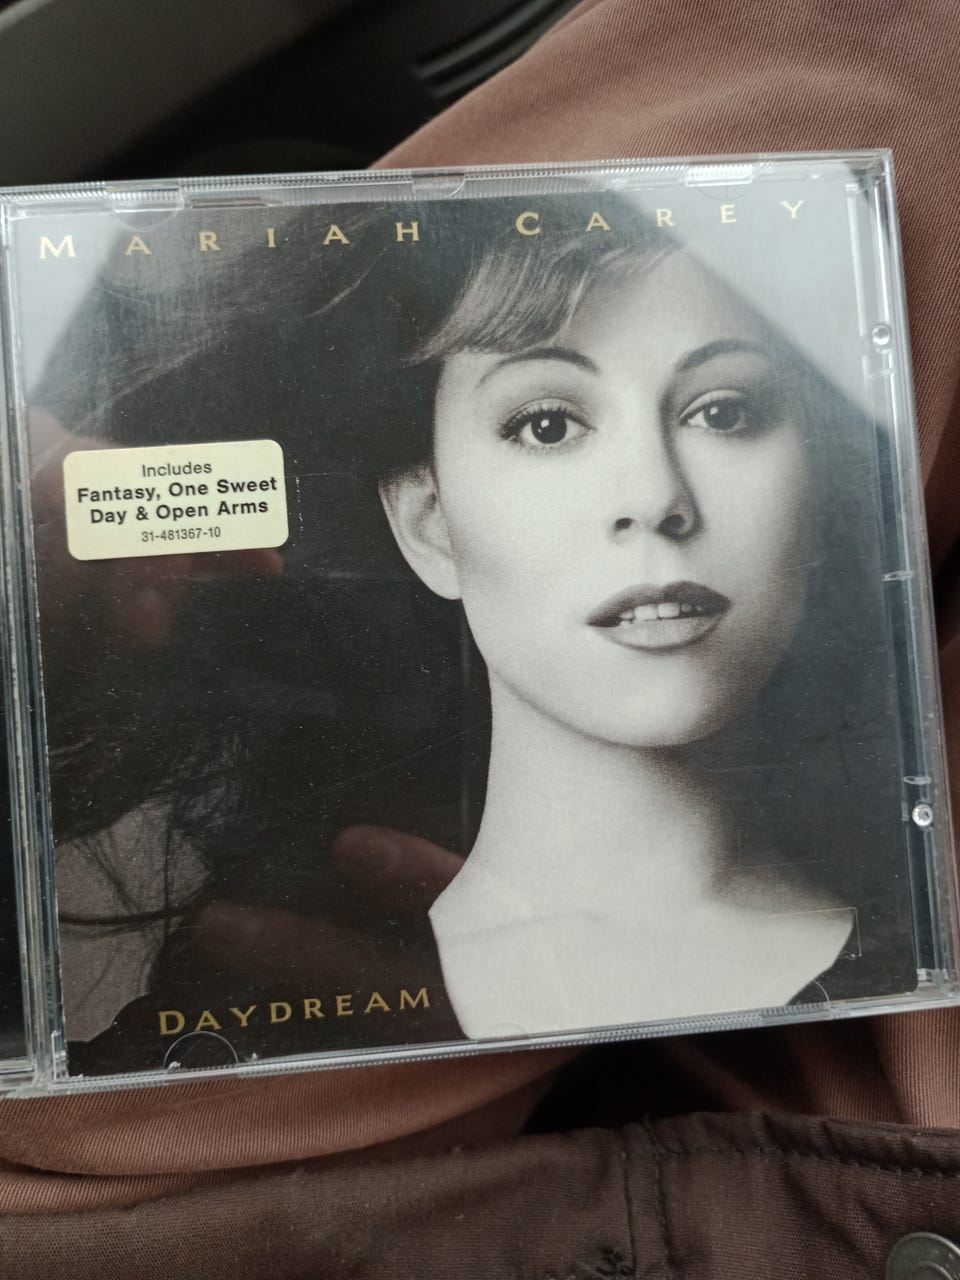 MARIAH CAREY
Includes
Fantasy, One Sweet
Day & Open Arms
31-481367-10
DAYDREAM